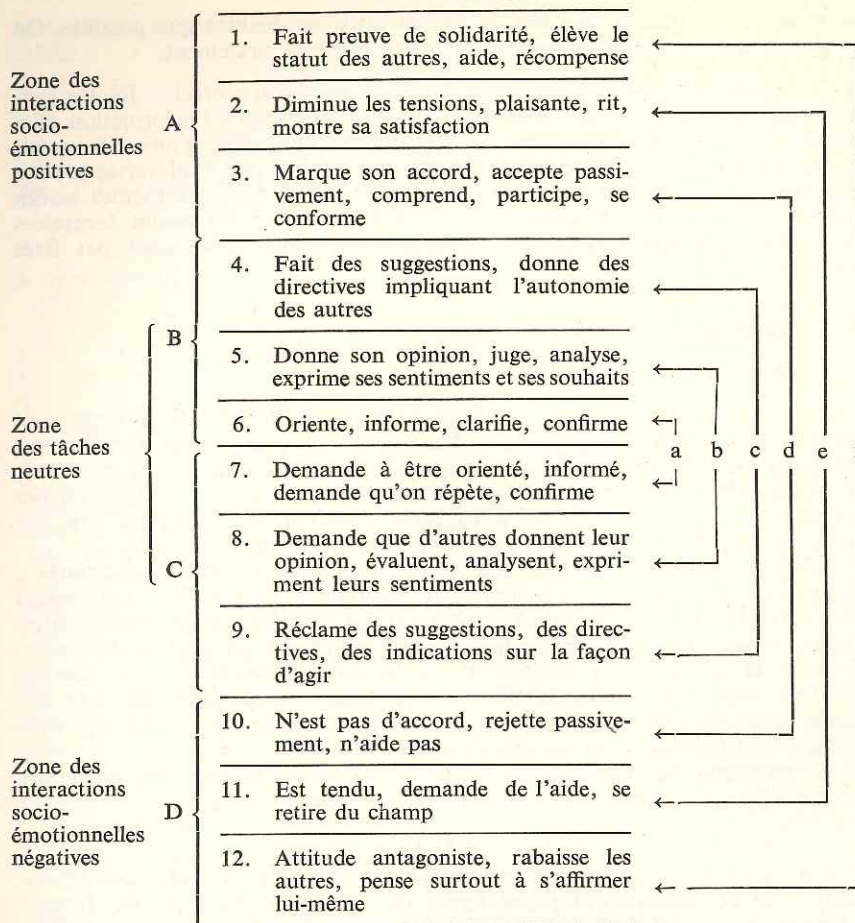 Zone des
interactions
socio-
émotionnelles
positives
A
1. Fait preuve de solidarité, élève le
statut des autres, aide, récompense
2. Diminue les tensions, plaisante, rit,
montre sa satisfaction
3. Marque son accord, accepte passi-
vement, comprend, participe, se
conforme
Zone
des tâches
neutres
B
4. Fait des suggestions, donne des
directives impliquant l'autonomie
des autres
5. Donne son opinion, juge, analyse,
exprime ses sentiments et ses souhaits
6. Oriente, informe, clarifie, confirme
C
7. Demande à être orienté, informé,
demande qu'on répète, confirme
8. Demande que d'autres donnent leur
opinion, évaluent, analysent, expri-
ment leurs sentiments
9. Réclame des suggestions, des direc-
tives, des indications sur la façon
d'agir
a b c d e
Zone des
interactions
socio-
émotionnelles
négatives
D
10. N'est pas d'accord, rejette passive-
ment, n'aide pas
11. Est tendu, demande de l'aide, se
retire du champ
12. Attitude antagoniste, rabaisse les
autres, pense surtout à s'affirmer
lui-même